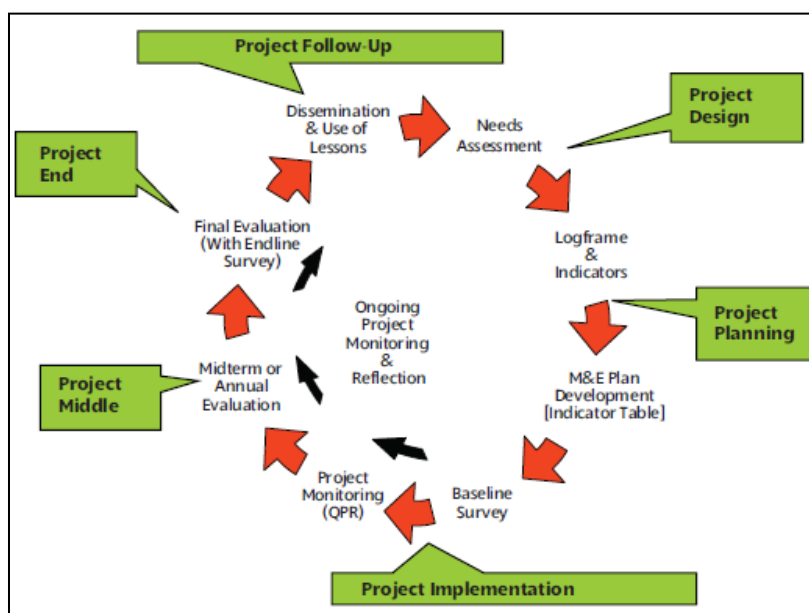 Project Follow-Up
Dissemination
& Use of
Lessons
Needs
Assessment
Project
Design
Logframe
&
Indicators
Project
Planning
M&E Plan
Development
[Indicator Table]
Baseline
Survey
Project Implementation
Project
Monitoring
(QPR)
Midterm or
Annual
Evaluation
Project
Middle
Final Evaluation
(With Endline
Survey)
Project
End
Ongoing
Project
Monitoring
&
Reflection